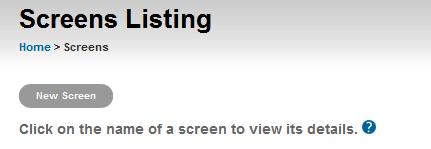 Screens Listing
Home > Screens
New Screen
Click on the name of a screen to view its details. ?